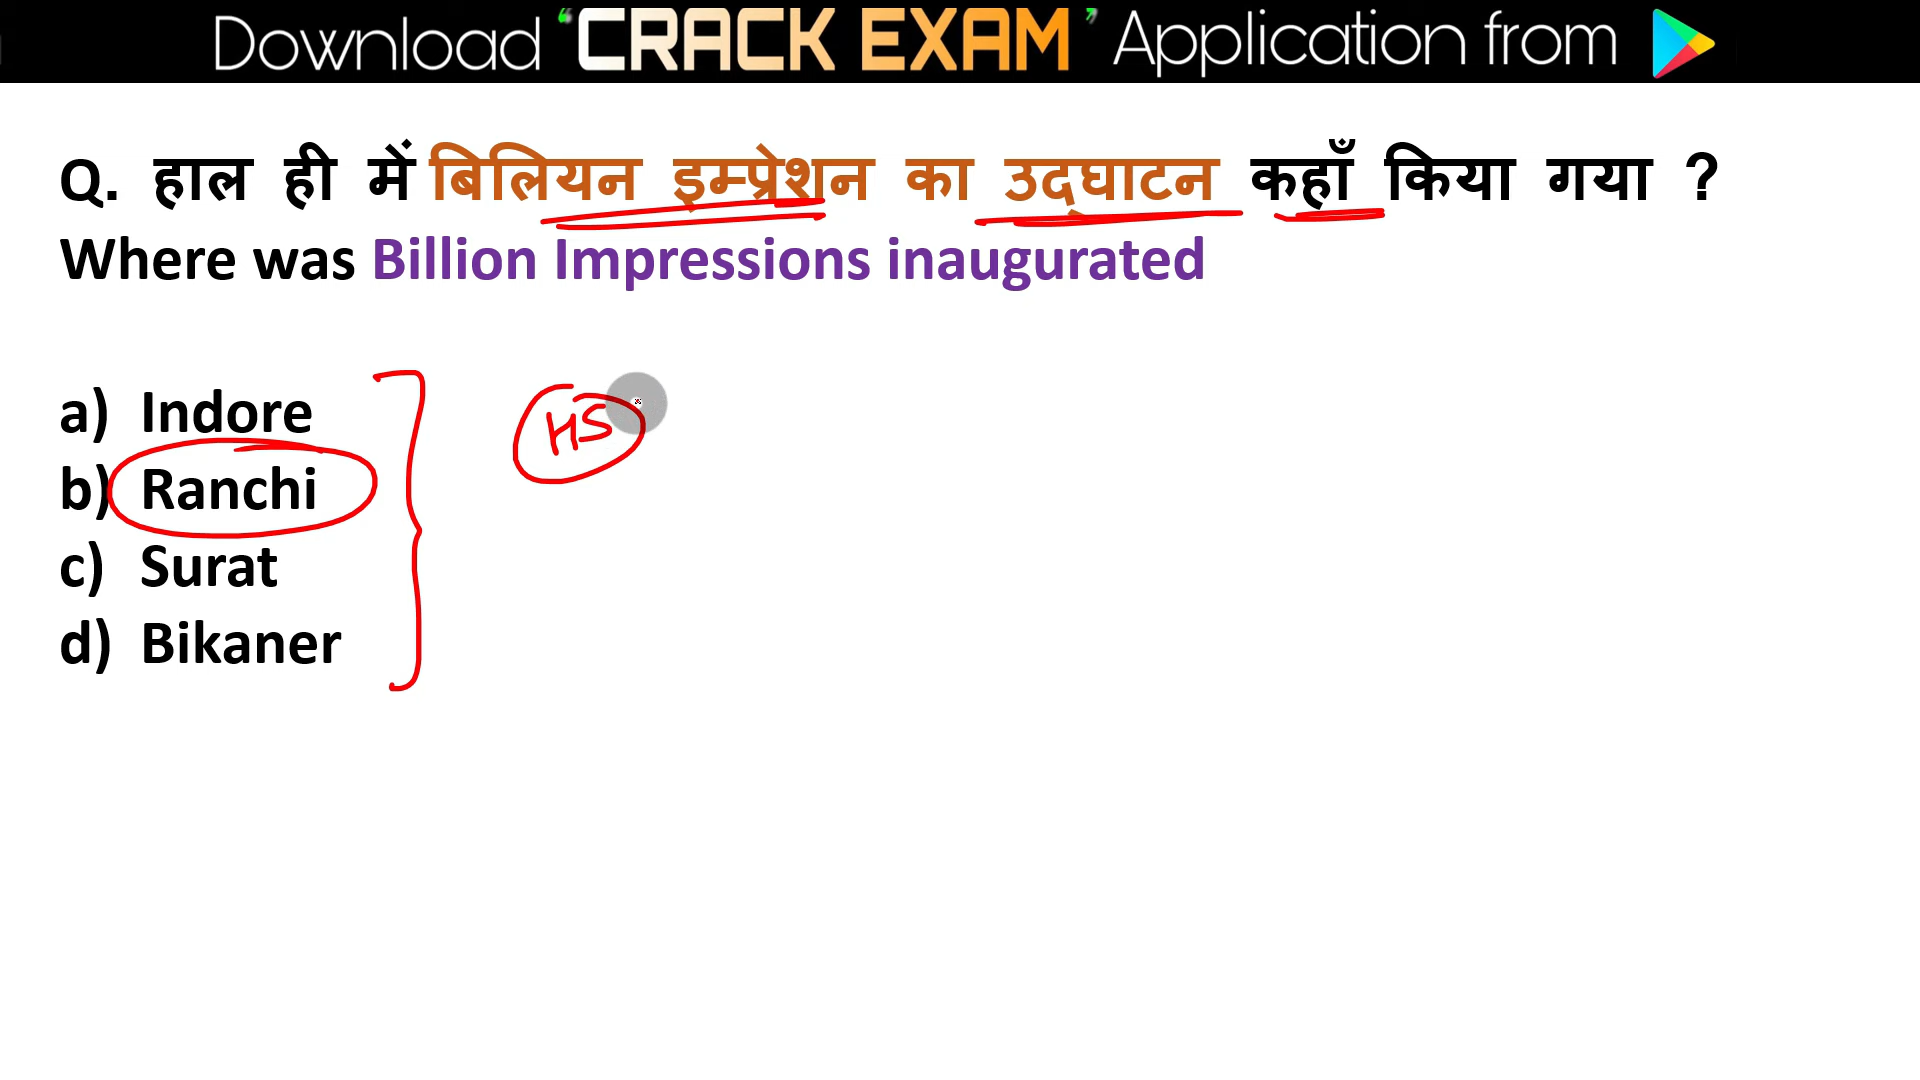 Download ‘CRACK EXAM’ Application from
Q. हाल ही में बिलियन इम्प्रेशन का उद्घाटन कहाँ किया गया ?
Where was Billion Impressions inaugurated
a) Indore
HS
b) Ranchi
c) Surat
d) Bikaner